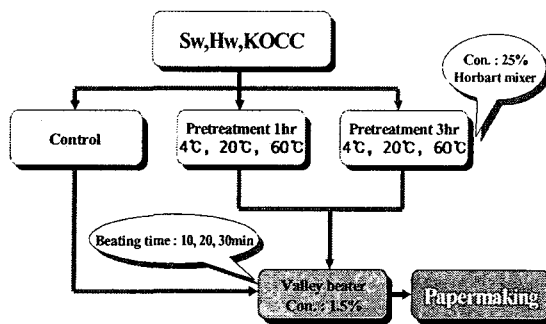 Sw,Hw,KOCC
Con. : 25%
Horbart mixer
Control
Pretreatment 1hr
4℃, 20℃, 60℃
Pretreatment 3hr
4℃, 20℃, 60℃
Beating time : 10, 20, 30min
Valley beater
Con. : 1.5%
Papermaking